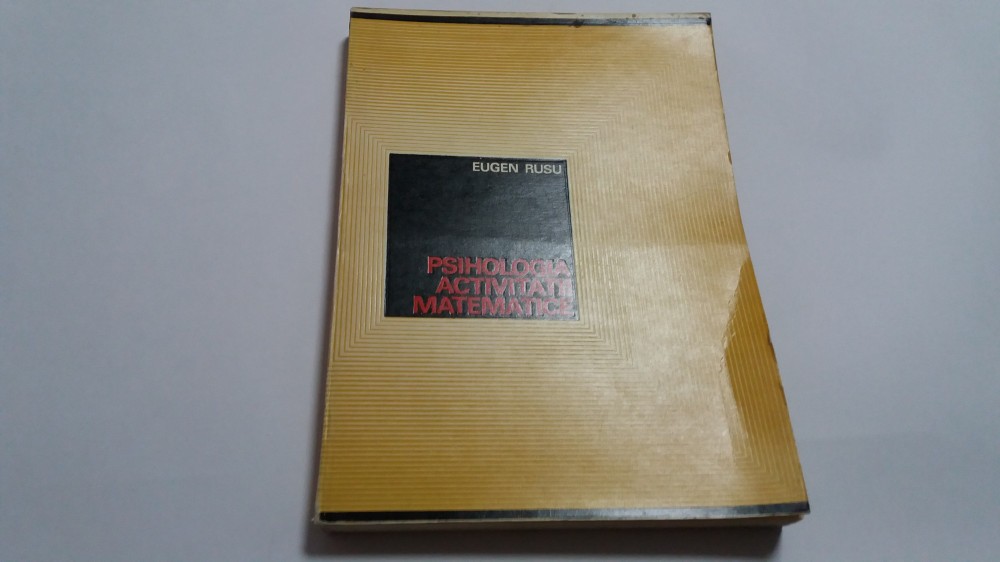 EUGEN RUSU
PSIHOLOGIA
ACTIVITĂȚII
MATEMATICE